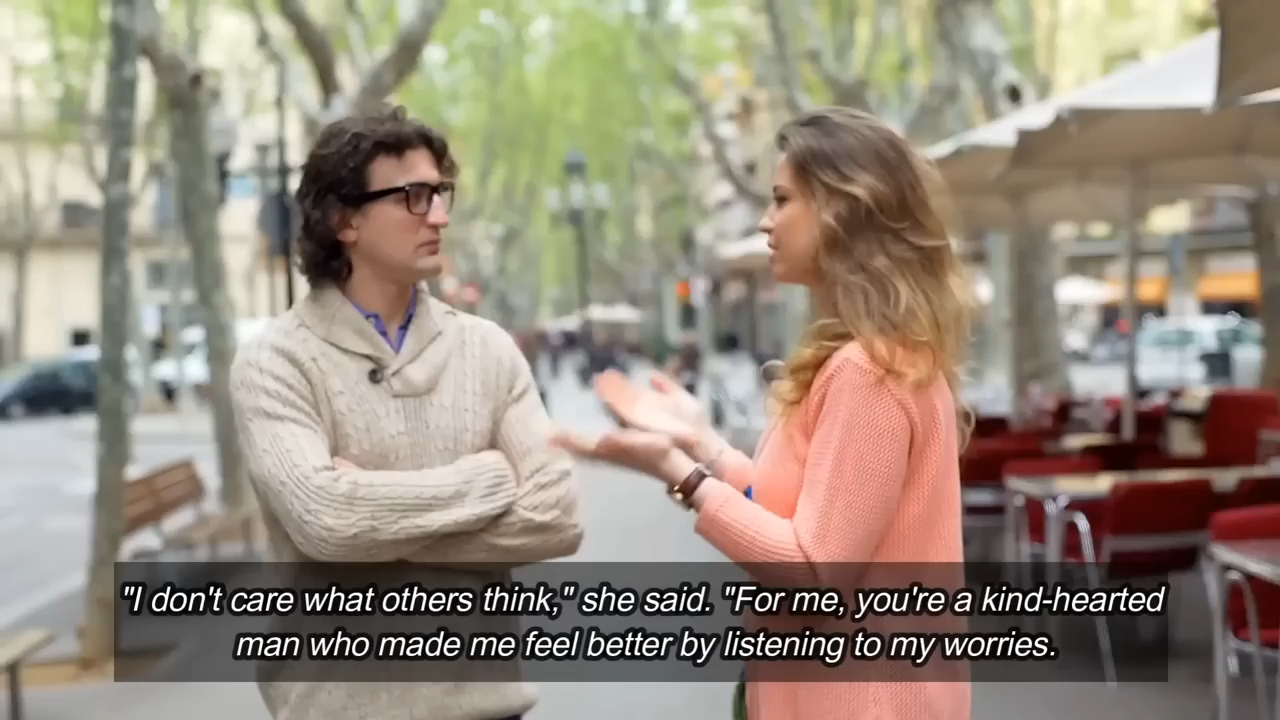 "I don't care what others think," she said. "For me, you're a kind-hearted
man who made me feel better by listening to my worries.